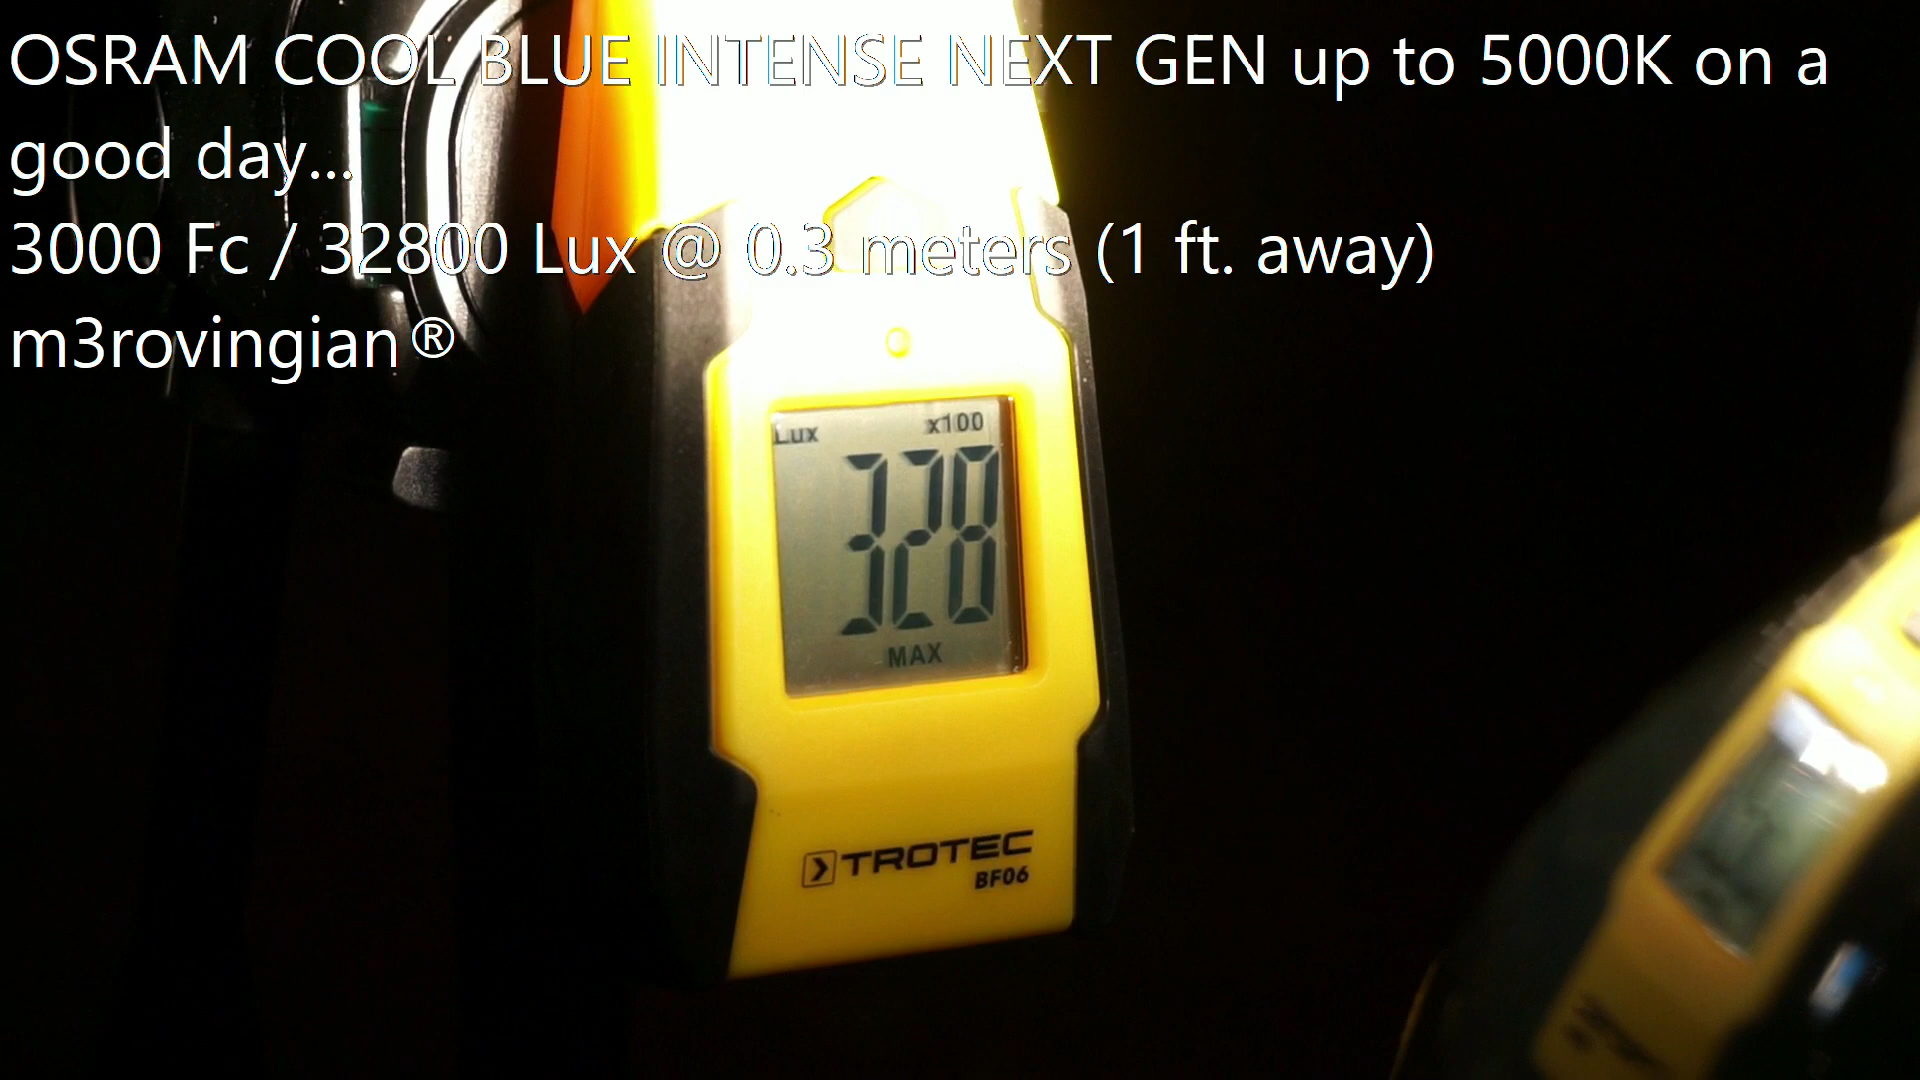 OSRAM COOL BLUE INTENSE NEXT GEN up to 5000K on a
good day...
3000 Fc / 32800 Lux @ 0.3 meters (1 ft. away)
m3rovingian®
Lux x100
328
MAX
TROTEC
BF06